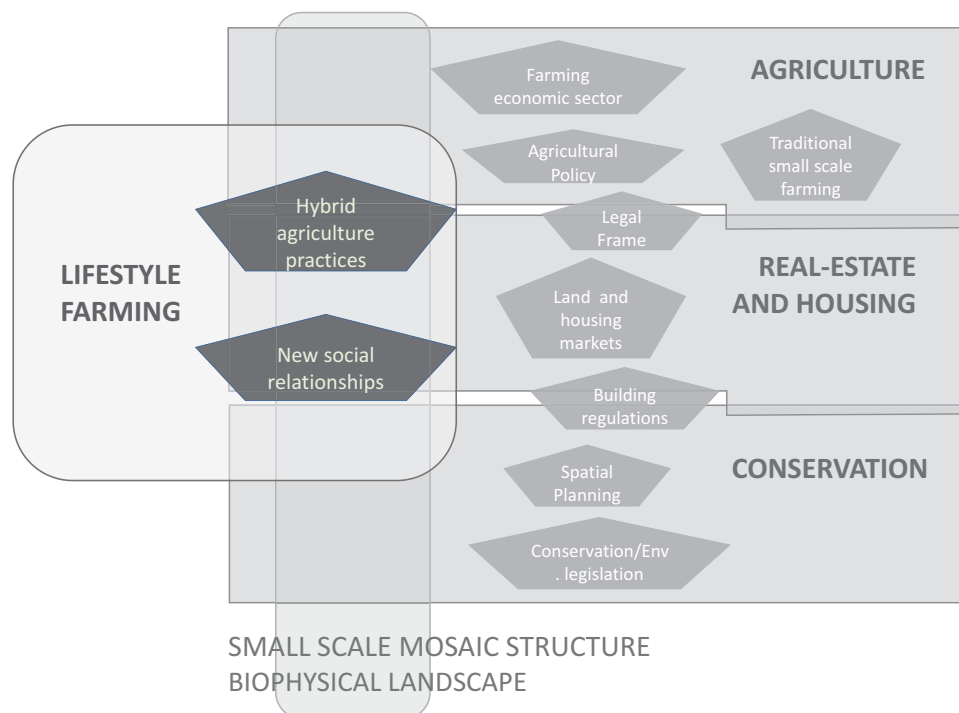 AGRICULTURE
Farming
economic sector
Agricultural
Policy
Traditional
small scale
farming
Hybrid
agriculture
practices
Legal
Frame
LIFESTYLE
FARMING
REAL-ESTATE
AND HOUSING
Land and
housing
markets
New social
relationships
Building
regulations
CONSERVATION
Spatial
Planning
Conservation/Env
. legislation
SMALL SCALE MOSAIC STRUCTURE
BIOPHYSICAL LANDSCAPE